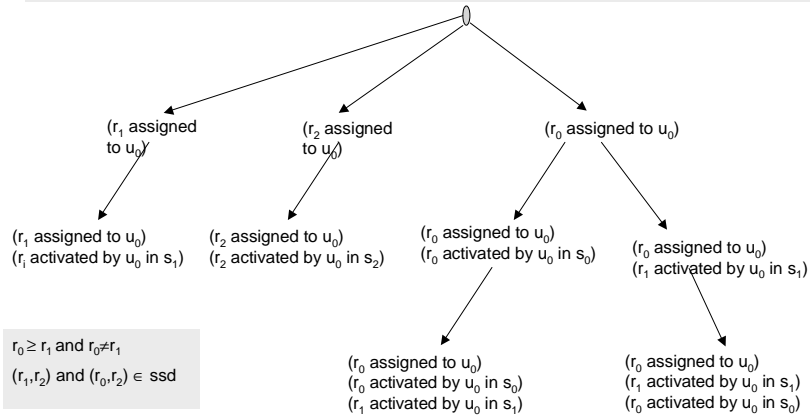 (r₁ assigned
to u₀)
(r₂ assigned
to u₀)
(r₀ assigned to u₀)
(r₁ assigned to u₀)
(rᵢ activated by u₀ in s₁)
(r₂ assigned to u₀)
(r₂ activated by u₀ in s₂)
(r₀ assigned to u₀)
(r₀ activated by u₀ in s₀)
(r₀ assigned to u₀)
(r₁ activated by u₀ in s₁)
r₀ ≥ r₁ and r₀≠r₁
(r₁,r₂) and (r₀,r₂) ∈ ssd
(r₀ assigned to u₀)
(r₀ activated by u₀ in s₀)
(r₁ activated by u₀ in s₁)
(r₀ assigned to u₀)
(r₁ activated by u₀ in s₁)
(r₀ activated by u₀ in s₀)